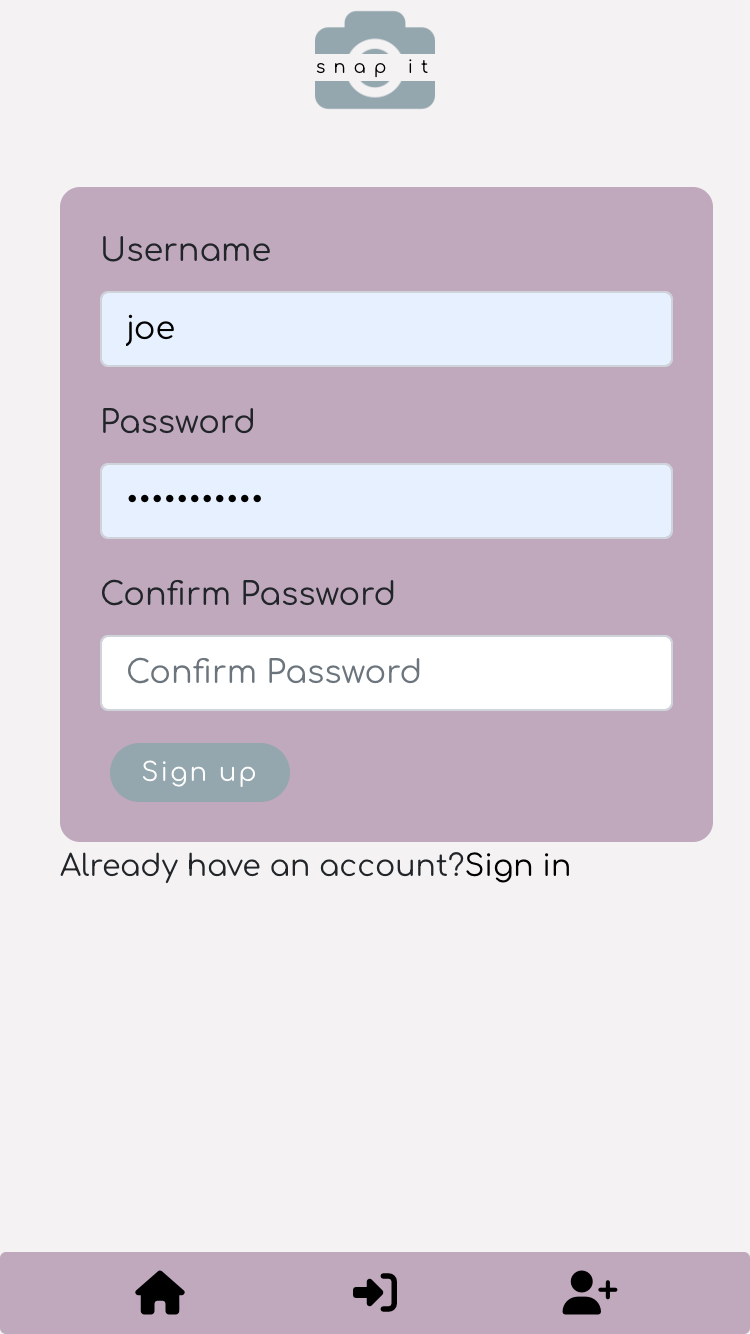 snap it
Username
joe
Password
•••••••••••
Confirm Password
Confirm Password
Sign up
Already have an account?Sign in